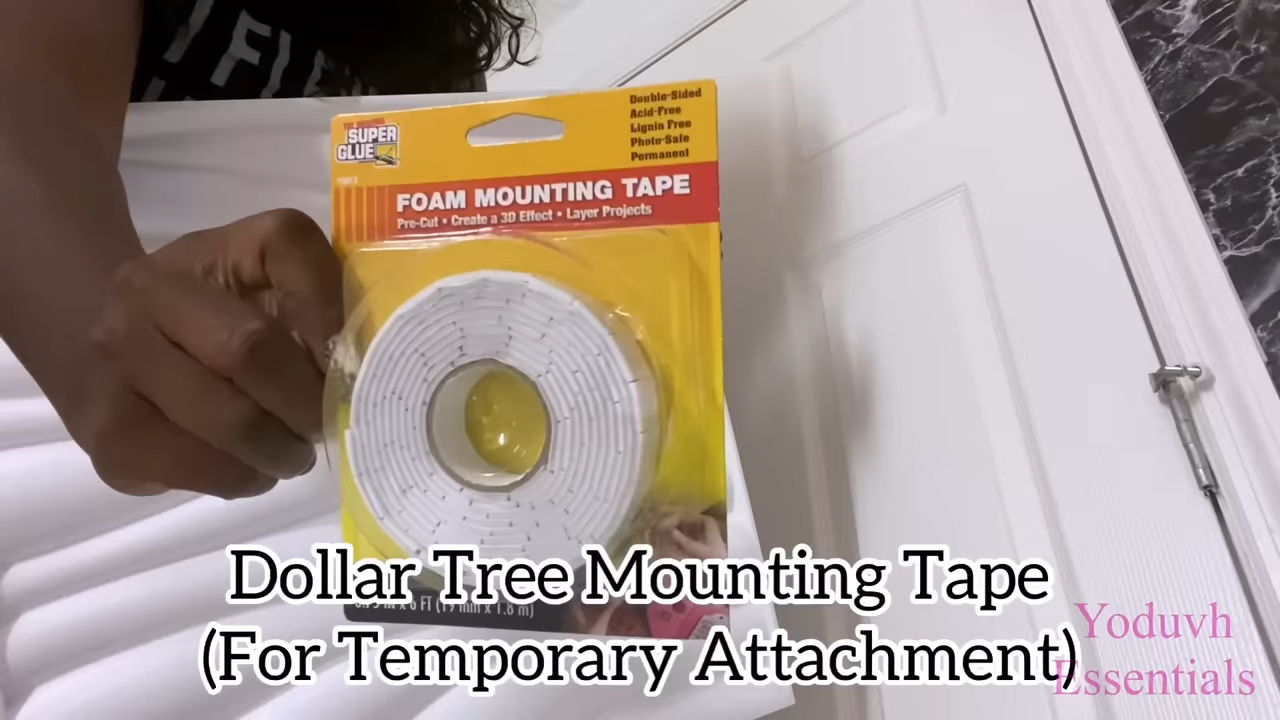 Double-Sided
Acid-Free
Lignin Free
Photo-Safe
Permanent
SUPER
GLUE
FOAM MOUNTING TAPE
Pre-Cut • Create a 3D Effect • Layer Projects
Dollar Tree Mounting Tape
(For Temporary Attachment)
Yoduvh
Essentials